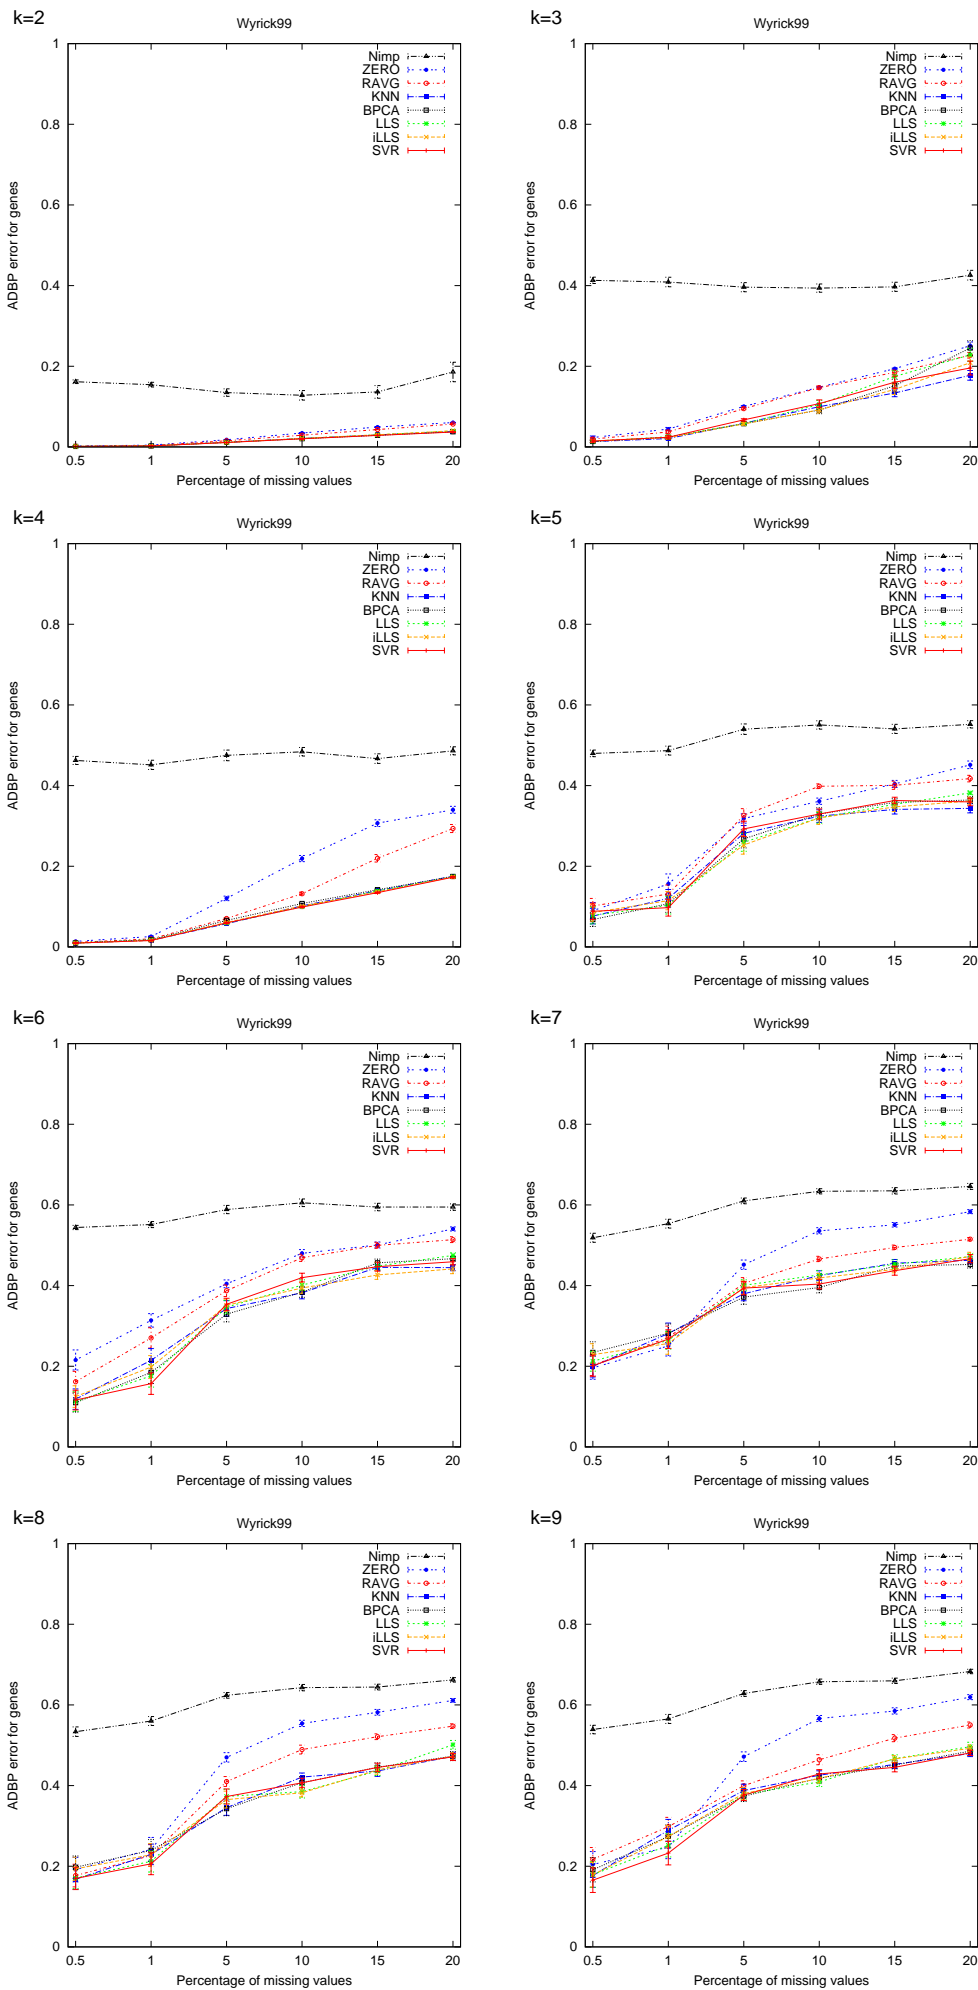 k=2
Wyrick99
ADBP error for genes
1
0.8
0.6
0.4
0.2
0
0.5 1 5 10 15 20
Percentage of missing values
Nimp
ZERO
RAVG
KNN
BPCA
LLS
iLLS
SVR
k=3
Wyrick99
ADBP error for genes
1
0.8
0.6
0.4
0.2
0
0.5 1 5 10 15 20
Percentage of missing values
Nimp
ZERO
RAVG
KNN
BPCA
LLS
iLLS
SVR
k=4
Wyrick99
ADBP error for genes
1
0.8
0.6
0.4
0.2
0
0.5 1 5 10 15 20
Percentage of missing values
Nimp
ZERO
RAVG
KNN
BPCA
LLS
iLLS
SVR
k=5
Wyrick99
ADBP error for genes
1
0.8
0.6
0.4
0.2
0
0.5 1 5 10 15 20
Percentage of missing values
Nimp
ZERO
RAVG
KNN
BPCA
LLS
iLLS
SVR
k=6
Wyrick99
ADBP error for genes
1
0.8
0.6
0.4
0.2
0
0.5 1 5 10 15 20
Percentage of missing values
Nimp
ZERO
RAVG
KNN
BPCA
LLS
iLLS
SVR
k=7
Wyrick99
ADBP error for genes
1
0.8
0.6
0.4
0.2
0
0.5 1 5 10 15 20
Percentage of missing values
Nimp
ZERO
RAVG
KNN
BPCA
LLS
iLLS
SVR
k=8
Wyrick99
ADBP error for genes
1
0.8
0.6
0.4
0.2
0
0.5 1 5 10 15 20
Percentage of missing values
Nimp
ZERO
RAVG
KNN
BPCA
LLS
iLLS
SVR
k=9
Wyrick99
ADBP error for genes
1
0.8
0.6
0.4
0.2
0
0.5 1 5 10 15 20
Percentage of missing values
Nimp
ZERO
RAVG
KNN
BPCA
LLS
iLLS
SVR